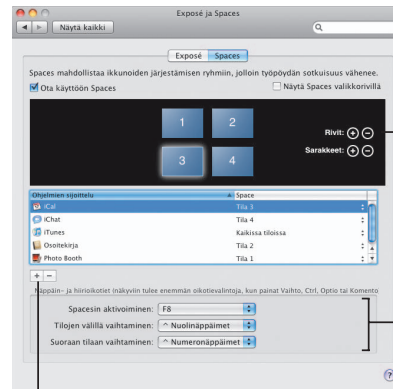 Exposé ja Spaces
Näytä kaikki
Exposé Spaces
Spaces mahdollistaa ikkunoiden järjestämisen ryhmiin, jolloin työpöydän sotkuisuus vähenee.
Ota käyttöön Spaces Näytä Spaces valikkorivillä
1 2
Rivit:
3 4 Sarakkeet:
Ohjelmien sijoittelu Space
iCal Tila 3
iChat Tila 4
iTunes Kaikissa tiloissa
Osoitekirja Tila 2
Photo Booth Tila 1
+ −
Näppäin- ja hiirioikotiet (näkyviin tulee enemmän oikotievalintoja, kun painat Vaihto, Ctrl, Optio tai Komento
Spacesin aktivoiminen: F8
Tilojen välillä vaihtaminen: ^ Nuolinäppäimet
Suoraan tilaan vaihtaminen: ^ Numeronäppäimet
?